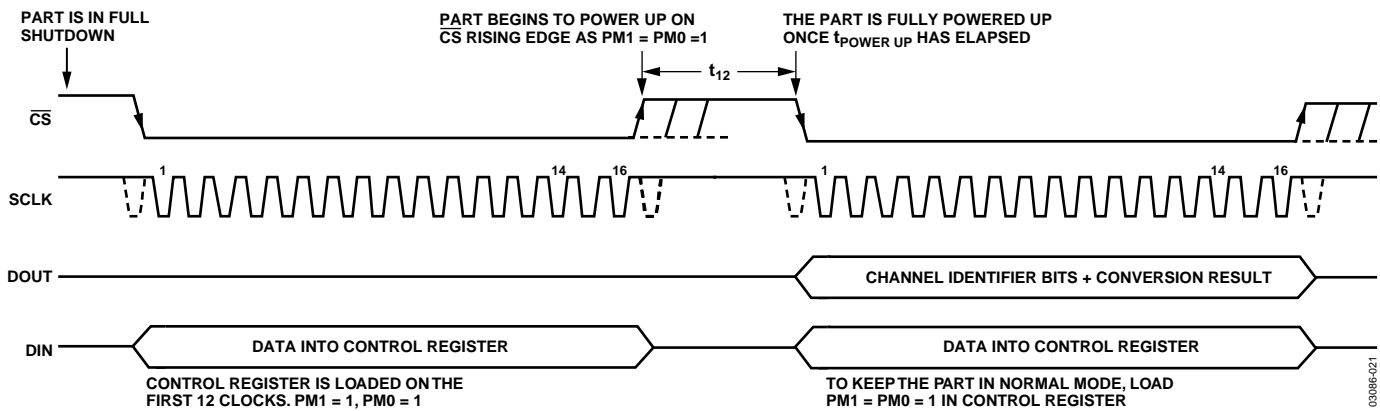 PART IS IN FULL
SHUTDOWN
PART BEGINS TO POWER UP ON
CS RISING EDGE AS PM1 = PM0 =1
THE PART IS FULLY POWERED UP
ONCE tPOWER UP HAS ELAPSED
t12
CS
SCLK
1
14
16
1
14
16
DOUT
CHANNEL IDENTIFIER BITS + CONVERSION RESULT
DIN
DATA INTO CONTROL REGISTER
DATA INTO CONTROL REGISTER
CONTROL REGISTER IS LOADED ON THE
FIRST 12 CLOCKS. PM1 = 1, PM0 = 1
TO KEEP THE PART IN NORMAL MODE, LOAD
PM1 = PM0 = 1 IN CONTROL REGISTER
03086-021